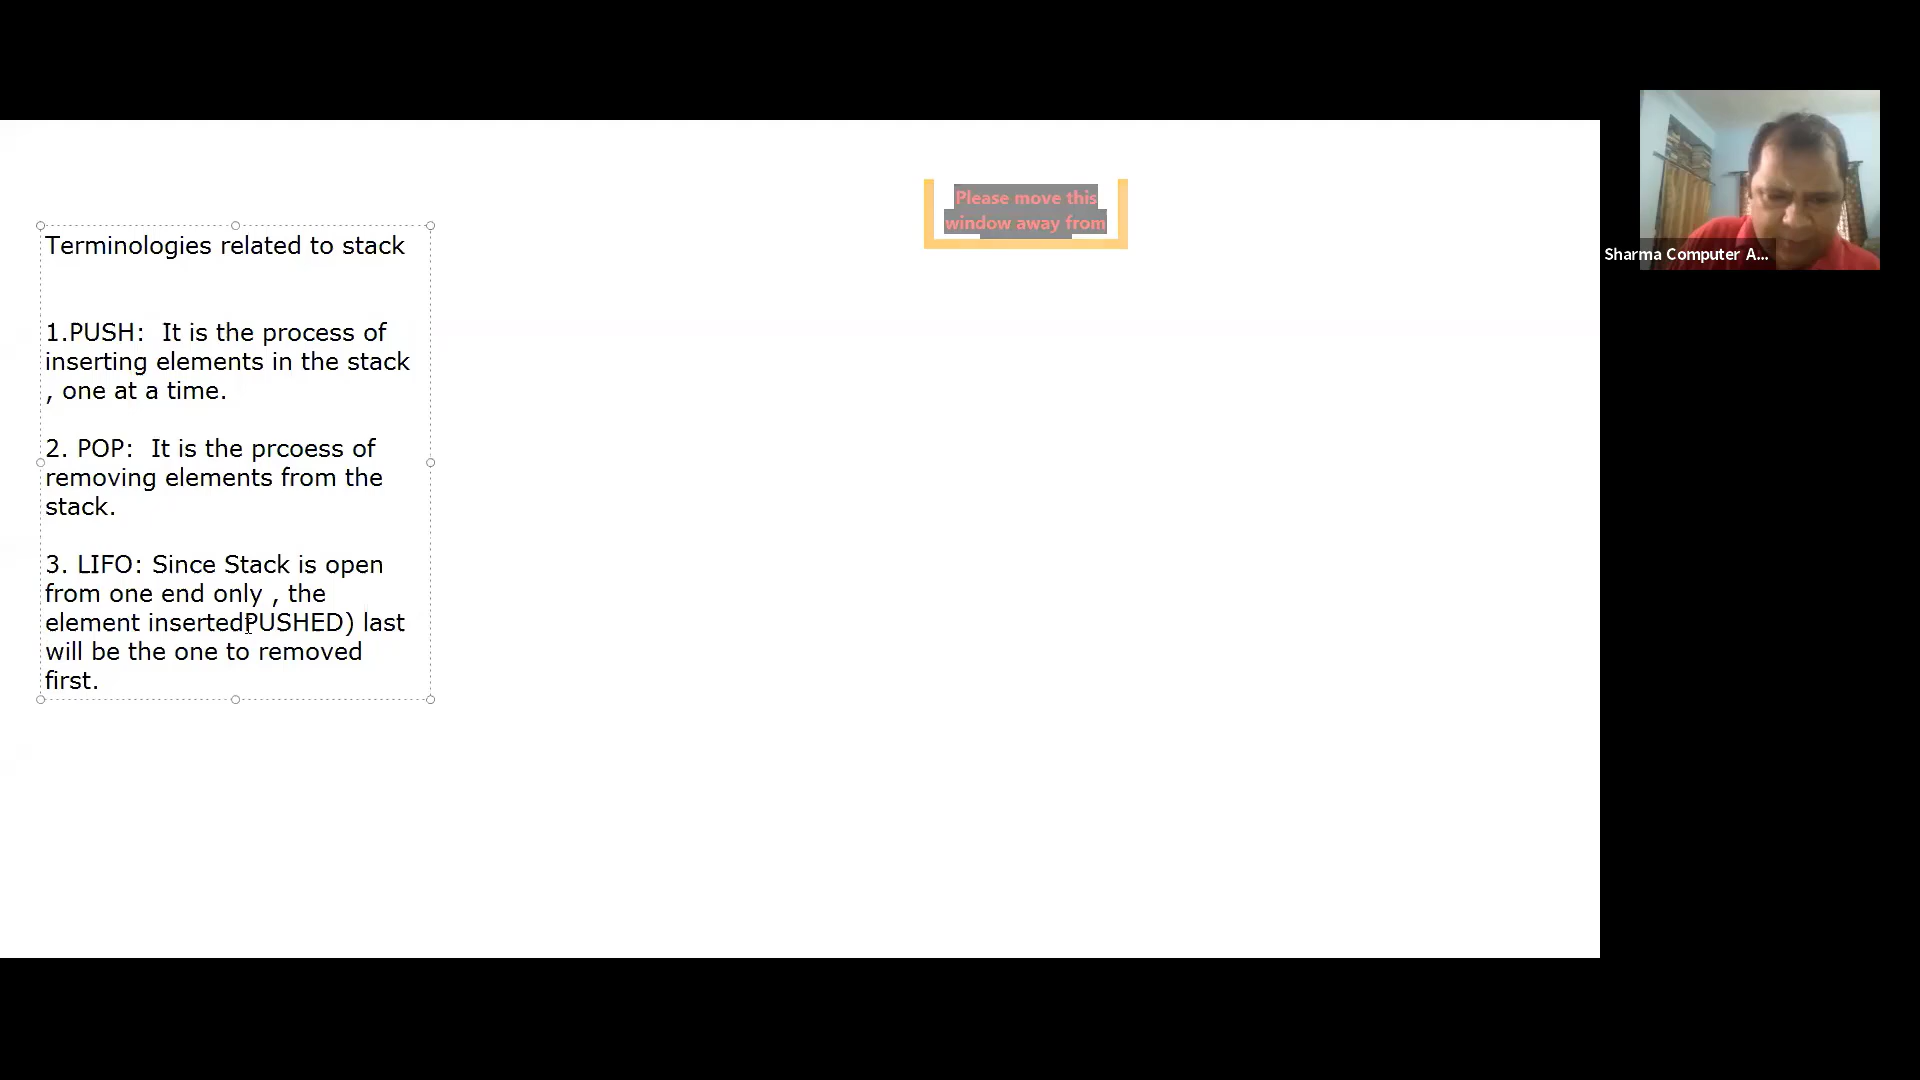 Please move this
window away from
Terminologies related to stack
Sharma Computer A...
1.PUSH:  It is the process of
inserting elements in the stack
, one at a time.
2. POP:  It is the prcoess of
removing elements from the
stack.
3. LIFO: Since Stack is open
from one end only , the
element insertedPUSHED) last
will be the one to removed
first.